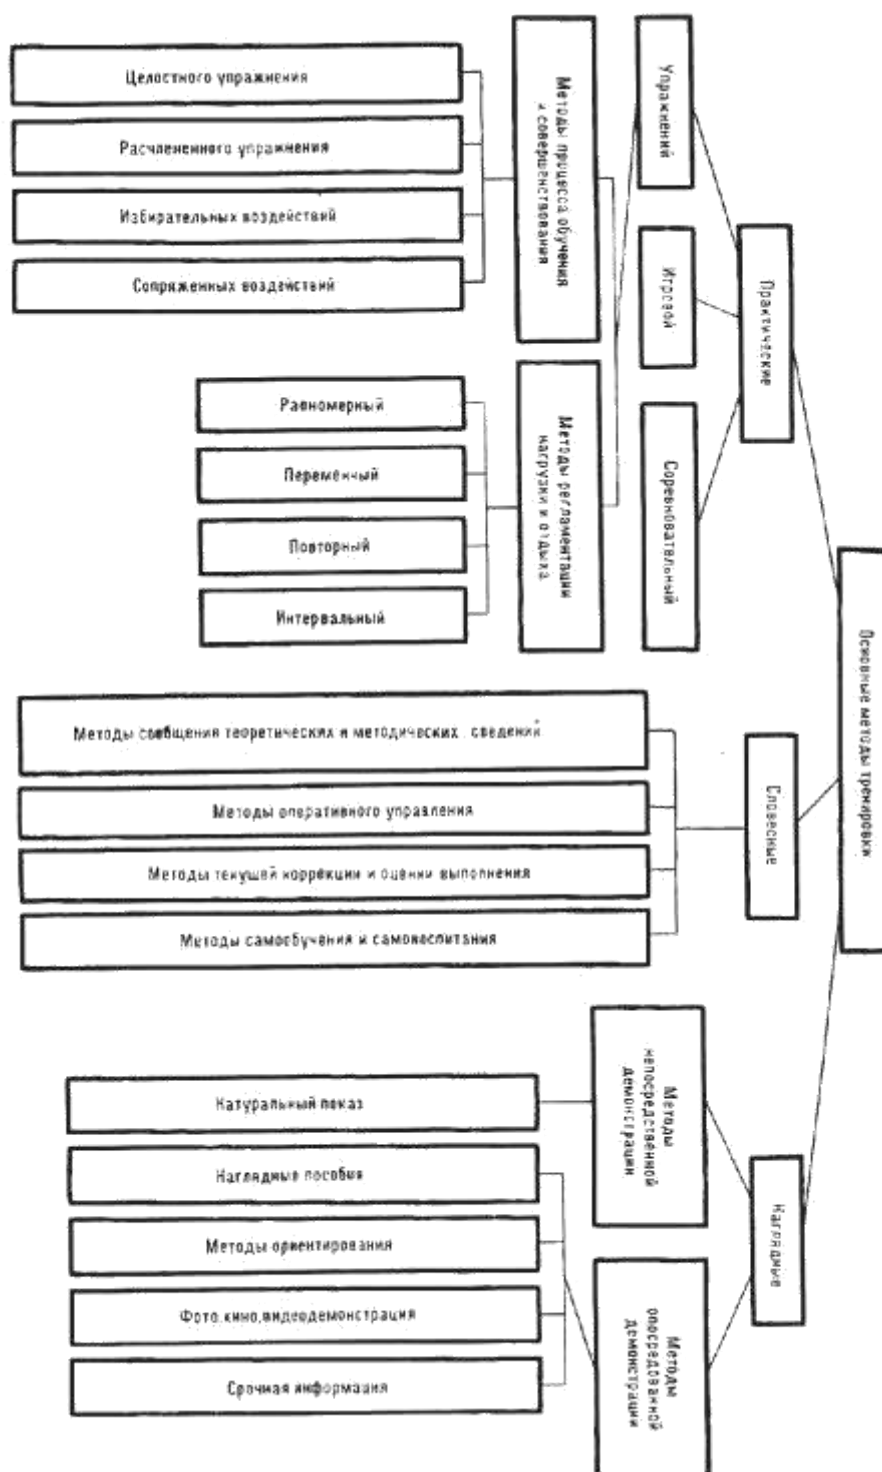 Основные методы тренировки
Практические
Словесные
Наглядные
Упражнений
Игровой
Соревновательный
Методы процесса обучения
и совершенствования
Целостного упражнения
Расчлененного упражнения
Избирательных воздействий
Сопряженных воздействий
Методы регламентации
нагрузки и отдыха
Равномерный
Переменный
Повторный
Интервальный
Методы сообщения теоретических и методических сведений
Методы оперативного управления
Методы текущей коррекции и оценки выполнения
Методы самообучения и самовоспитания
Методы
непосредственной
демонстрации
Натуральный показ
Методы
опосредованной
демонстрации
Наглядные пособия
Методы ориентирования
Фото, кино, видеодемонстрация
Срочная информация